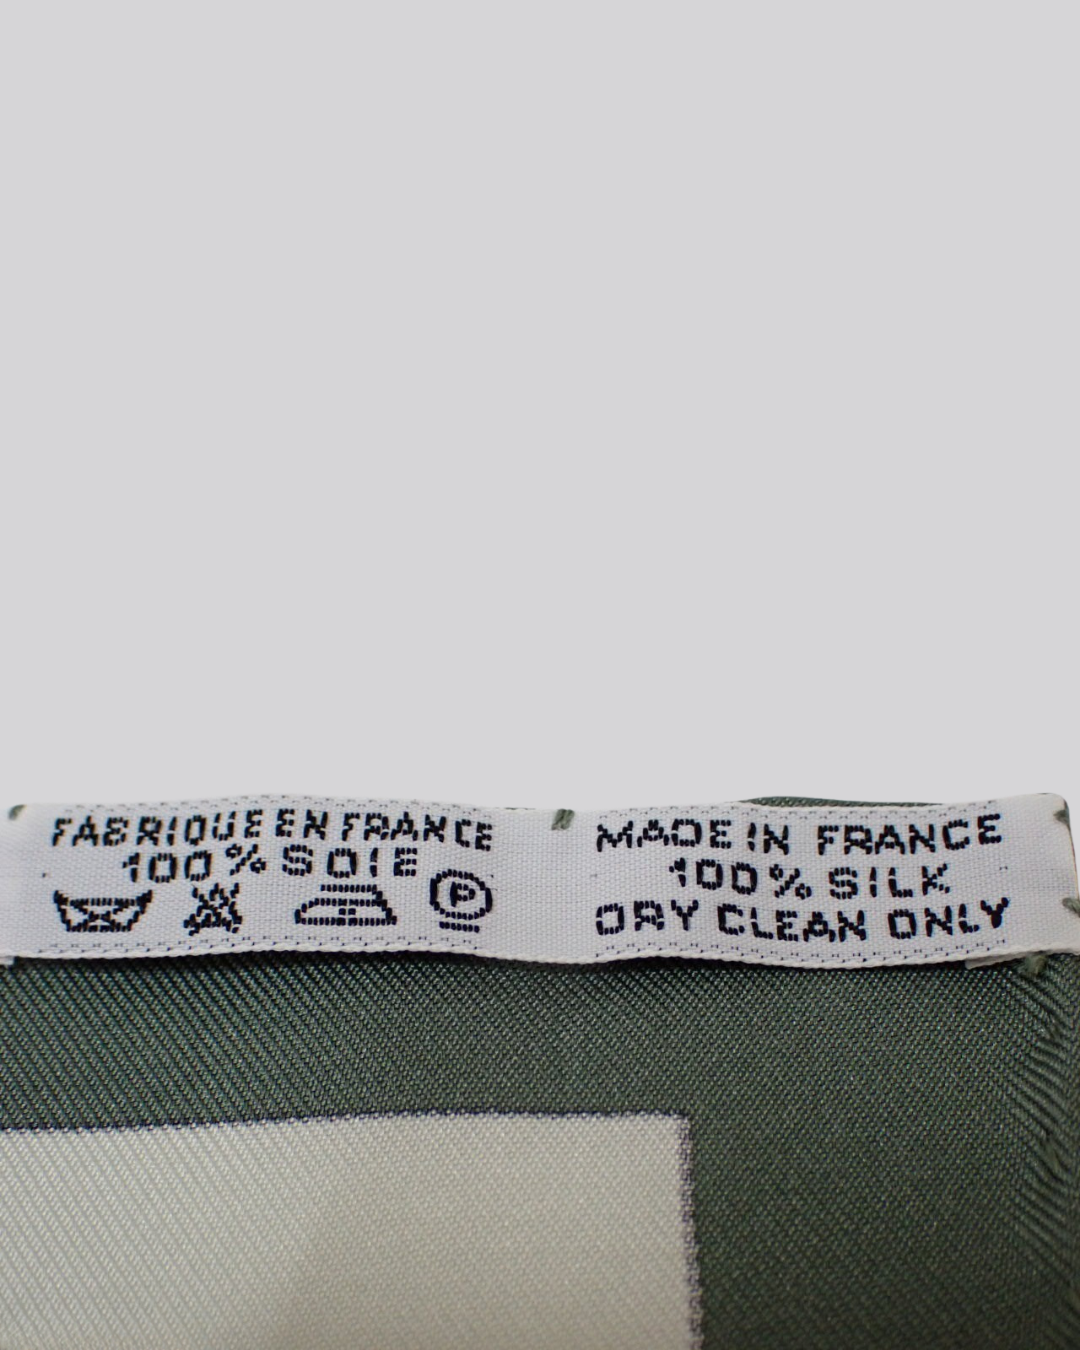 FABRIQUE EN FRANCE
100% SOIE
P
MADE IN FRANCE
100% SILK
DRY CLEAN ONLY